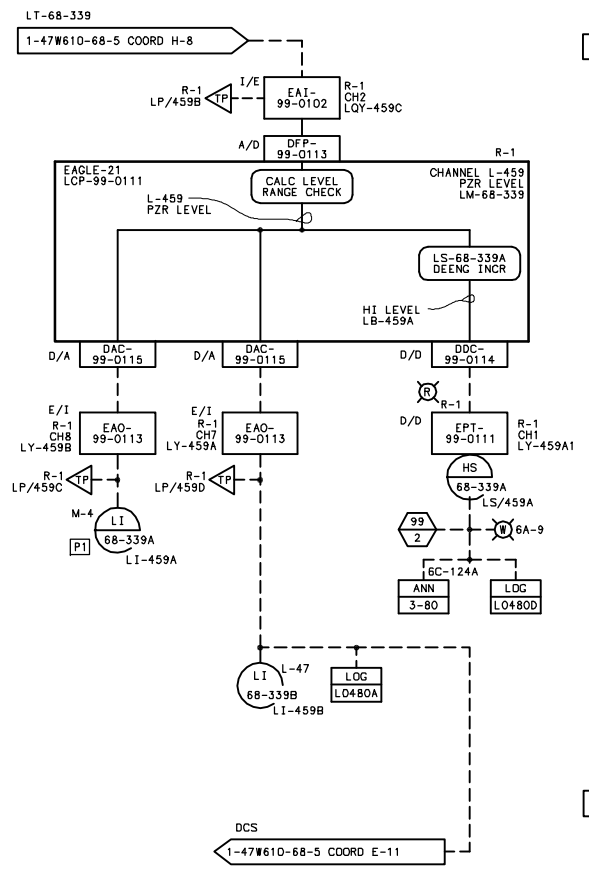 LT-68-339
1-47W610-68-5 COORD H-8
I/E
R-1
LP/459B
TP
EAI-
99-0102
R-1
CH2
LQY-459C
A/D
DFP-
99-0113
R-1
EAGLE-21
LCP-99-0111
CALC LEVEL
RANGE CHECK
CHANNEL L-459
PZR LEVEL
LM-68-339
L-459
PZR LEVEL
LS-68-339A
DEENG INCR
HI LEVEL
LB-459A
D/A
DAC-
99-0115
D/A
DAC-
99-0115
D/D
DDC-
99-0114
R
R-1
E/I
R-1
CH8
LY-459B
EAO-
99-0113
E/I
R-1
CH7
LY-459A
EAO-
99-0113
D/D
EPT-
99-0111
R-1
CH1
LY-459A1
R-1
LP/459C
TP
R-1
LP/459D
TP
HS
68-339A
LS/459A
M-4
LI
68-339A
P1
LI-459A
99
2
W
6A-9
6C-124A
ANN
3-80
LOG
L0480D
LI
68-339B
L-47
LI-459B
LOG
L0480A
DCS
1-47W610-68-5 COORD E-11